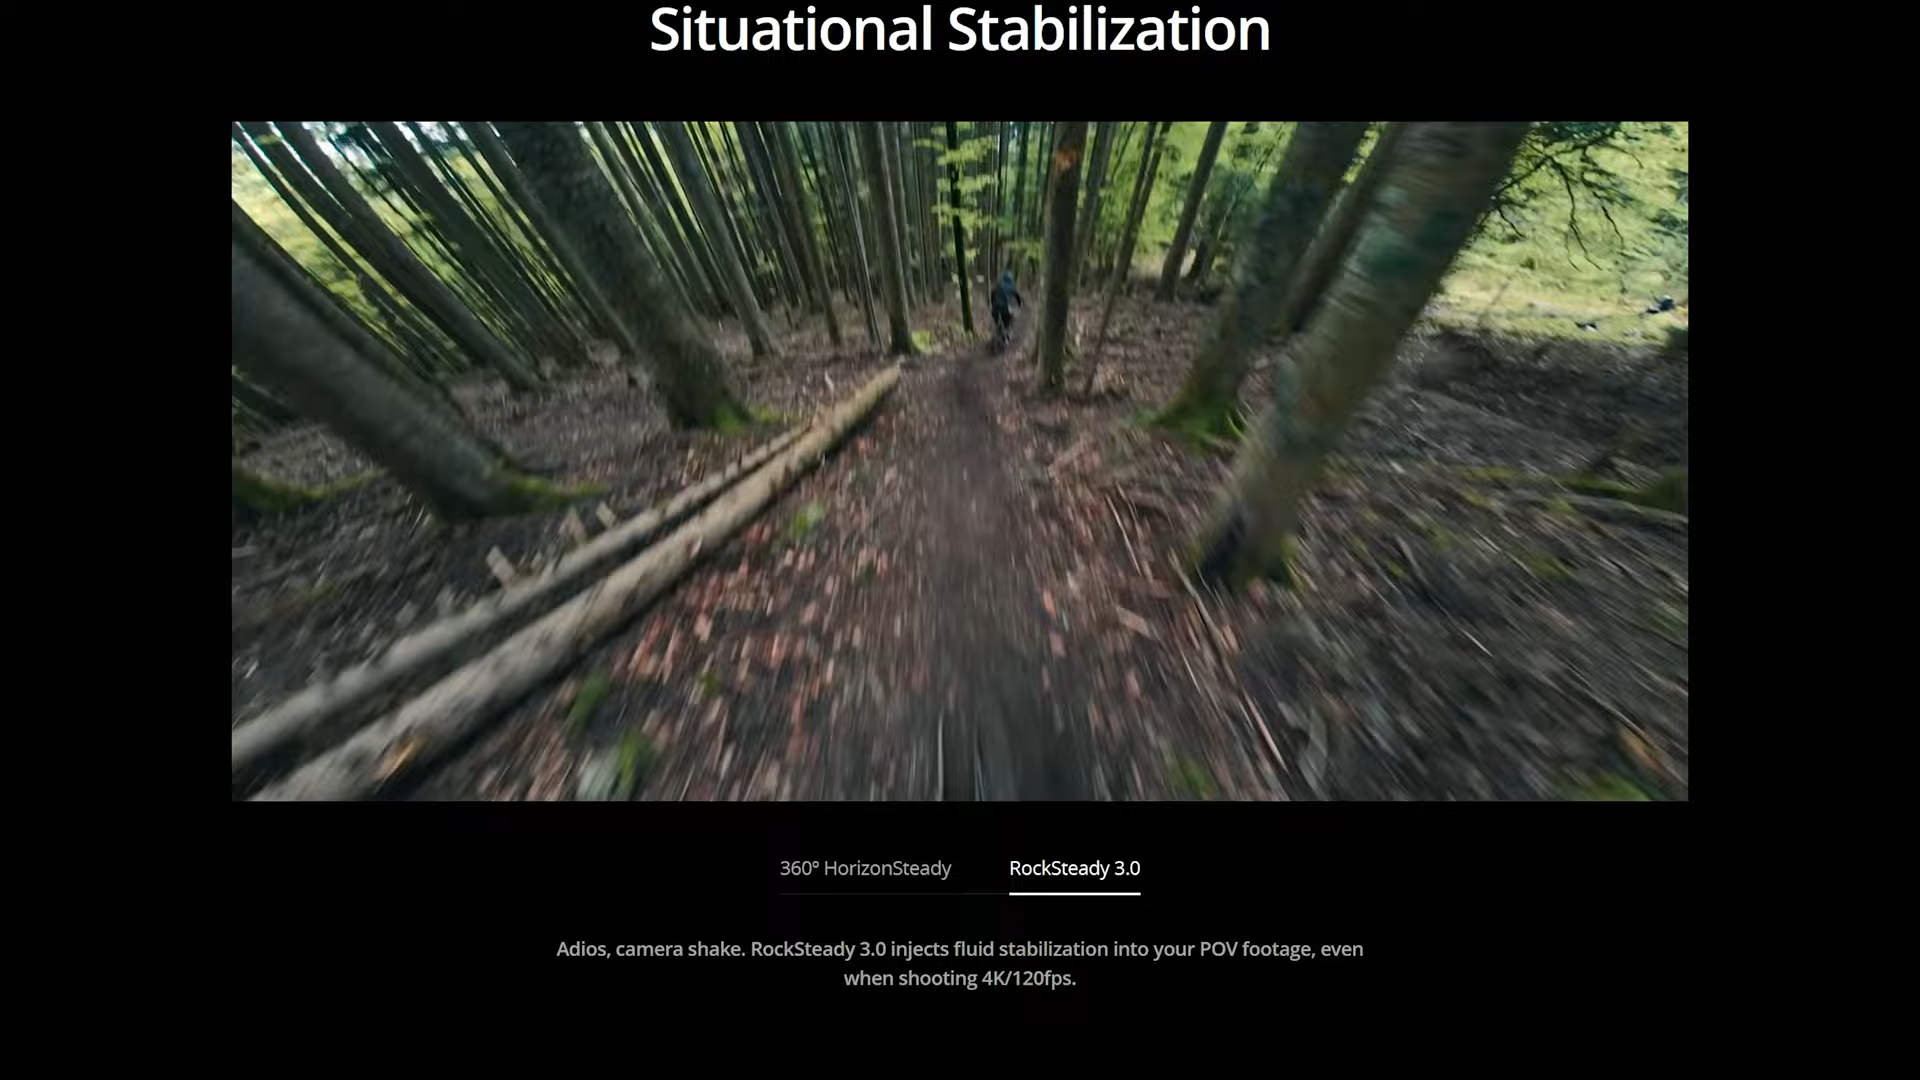 Situational Stabilization
360° HorizonSteady
RockSteady 3.0
Adios, camera shake. RockSteady 3.0 injects fluid stabilization into your POV footage, even
when shooting 4K/120fps.